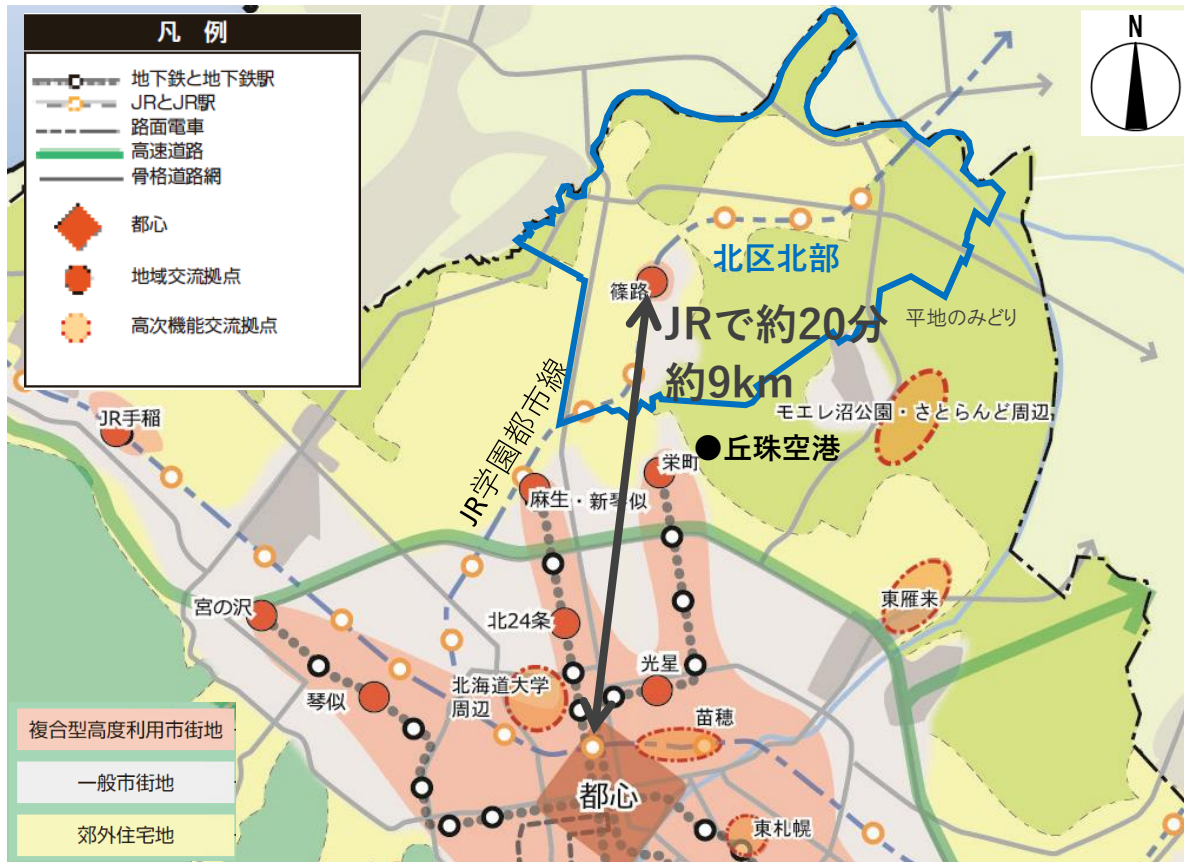 凡 例
地下鉄と地下鉄駅
JRとJR駅
路面電車
高速道路
骨格道路網
都心
地域交流拠点
高次機能交流拠点
N
北区北部
篠路
JRで約20分
約9km
平地のみどり
モエレ沼公園・さとらんど周辺
JR学園都市線
JR手稲
●丘珠空港
栄町
麻生・新琴似
宮の沢
北24条
東雁来
光星
北海道大学
周辺
琴似
苗穂
都心
東札幌
複合型高度利用市街地
一般市街地
郊外住宅地